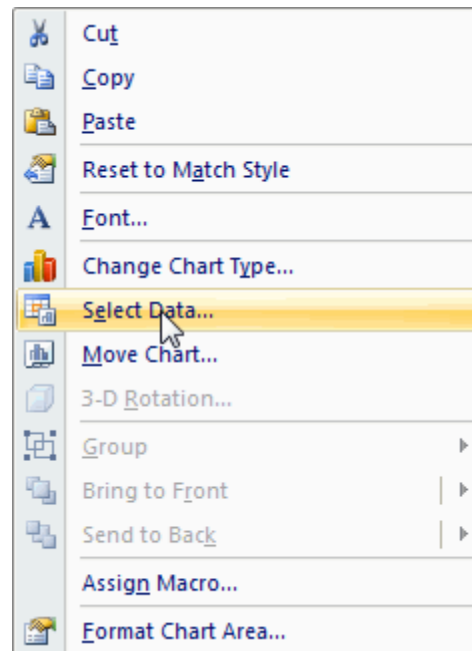 Cut
Copy
Paste
Reset to Match Style
Font...
Change Chart Type...
Select Data...
Move Chart...
3-D Rotation...
Group
Bring to Front
Send to Back
Assign Macro...
Format Chart Area...